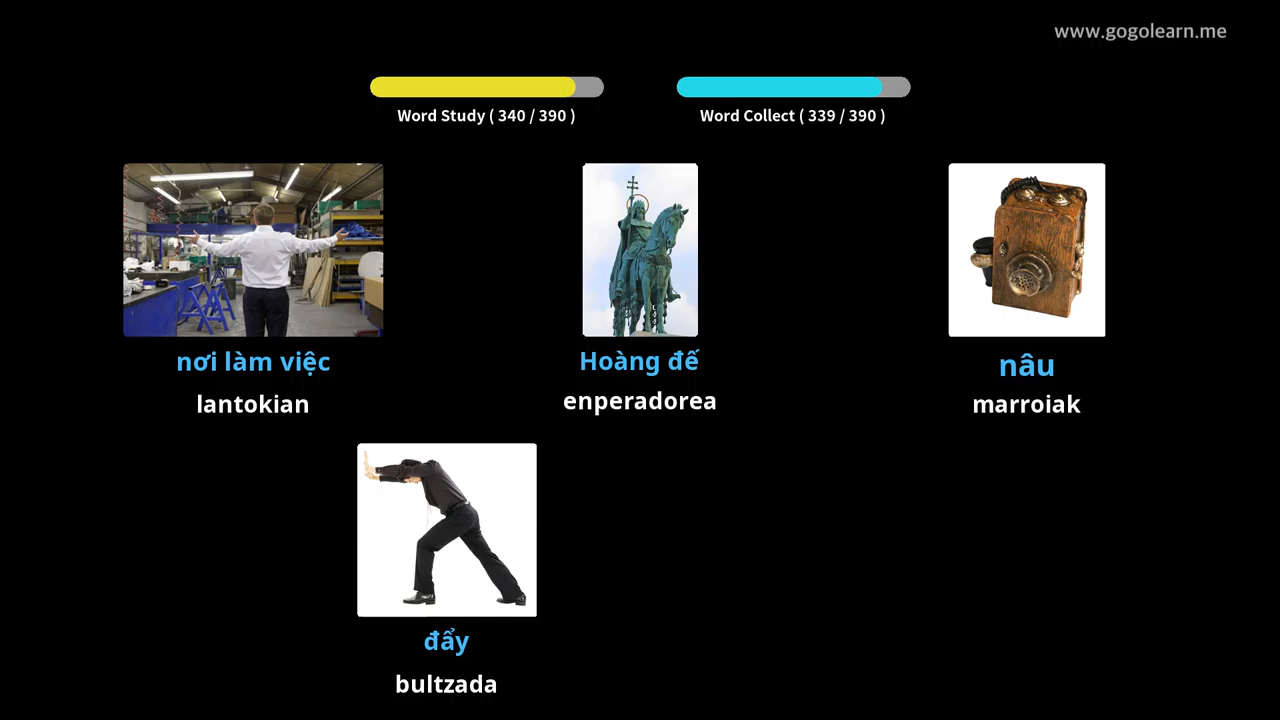 www.gogolearn.me
Word Study ( 340 / 390 )
Word Collect ( 339 / 390 )
nơi làm việc
lantokian
Hoàng đế
enperadorea
nâu
marroiak
đẩy
bultzada